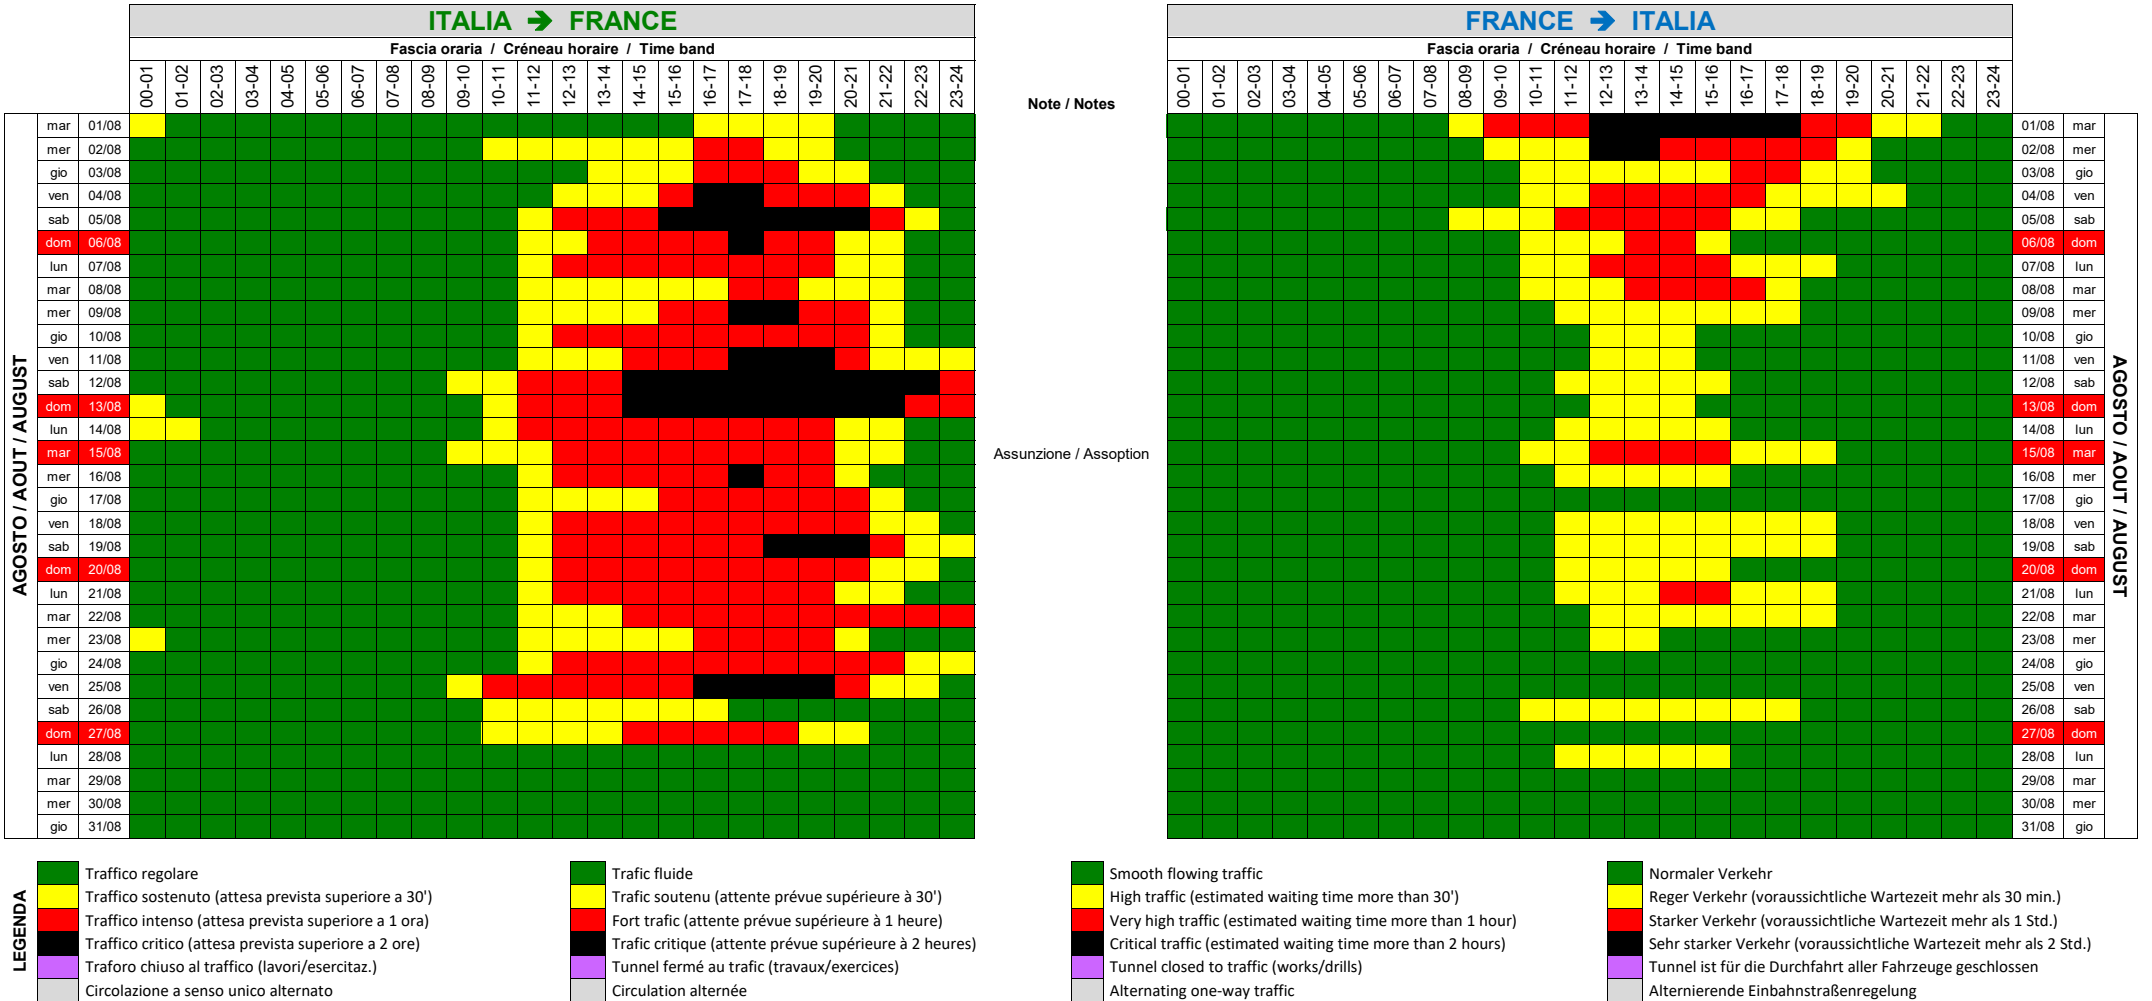 ITALIA ➔ FRANCE
FRANCE ➔ ITALIA
Fascia oraria / Créneau horaire / Time band
Fascia oraria / Créneau horaire / Time band
00-01 01-02 02-03 03-04 04-05 05-06 06-07 07-08 08-09 09-10 10-11 11-12 12-13 13-14 14-15 15-16 16-17 17-18 18-19 19-20 20-21 21-22 22-23 23-24
Note / Notes
00-01 01-02 02-03 03-04 04-05 05-06 06-07 07-08 08-09 09-10 10-11 11-12 12-13 13-14 14-15 15-16 16-17 17-18 18-19 19-20 20-21 21-22 22-23 23-24
AGOSTO / AOUT / AUGUST
mar 01/08 01/08 mar
mer 02/08 02/08 mer
gio 03/08 03/08 gio
ven 04/08 04/08 ven
sab 05/08 05/08 sab
dom 06/08 06/08 dom
lun 07/08 07/08 lun
mar 08/08 08/08 mar
mer 09/08 09/08 mer
gio 10/08 10/08 gio
ven 11/08 11/08 ven
sab 12/08 12/08 sab
dom 13/08 13/08 dom
lun 14/08 14/08 lun
mar 15/08 Assunzione / Assoption 15/08 mar
mer 16/08 16/08 mer
gio 17/08 17/08 gio
ven 18/08 18/08 ven
sab 19/08 19/08 sab
dom 20/08 20/08 dom
lun 21/08 21/08 lun
mar 22/08 22/08 mar
mer 23/08 23/08 mer
gio 24/08 24/08 gio
ven 25/08 25/08 ven
sab 26/08 26/08 sab
dom 27/08 27/08 dom
lun 28/08 28/08 lun
mar 29/08 29/08 mar
mer 30/08 30/08 mer
gio 31/08 31/08 gio
AGOSTO / AOUT / AUGUST
LEGENDA
Traffico regolare
Traffico sostenuto (attesa prevista superiore a 30')
Traffico intenso (attesa prevista superiore a 1 ora)
Traffico critico (attesa prevista superiore a 2 ore)
Traforo chiuso al traffico (lavori/esercitaz.)
Circolazione a senso unico alternato
Trafic fluide
Trafic soutenu (attente prévue supérieure à 30')
Fort trafic (attente prévue supérieure à 1 heure)
Trafic critique (attente prévue supérieure à 2 heures)
Tunnel fermé au trafic (travaux/exercices)
Circulation alternée
Smooth flowing traffic
High traffic (estimated waiting time more than 30')
Very high traffic (estimated waiting time more than 1 hour)
Critical traffic (estimated waiting time more than 2 hours)
Tunnel closed to traffic (works/drills)
Alternating one-way traffic
Normaler Verkehr
Reger Verkehr (voraussichtliche Wartezeit mehr als 30 min.)
Starker Verkehr (voraussichtliche Wartezeit mehr als 1 Std.)
Sehr starker Verkehr (voraussichtliche Wartezeit mehr als 2 Std.)
Tunnel ist für die Durchfahrt aller Fahrzeuge geschlossen
Alternierende Einbahnstraßenregelung